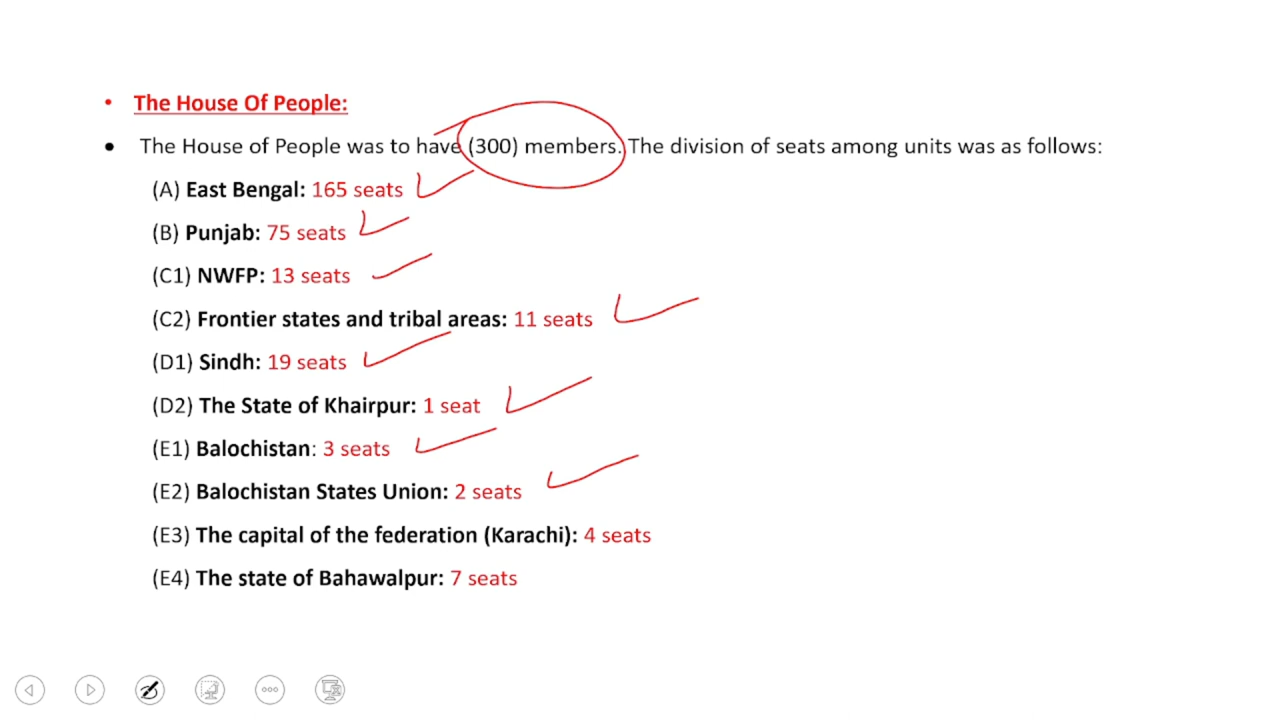 • The House Of People:
• The House of People was to have (300) members. The division of seats among units was as follows:
(A) East Bengal: 165 seats
(B) Punjab: 75 seats
(C1) NWFP: 13 seats
(C2) Frontier states and tribal areas: 11 seats
(D1) Sindh: 19 seats
(D2) The State of Khairpur: 1 seat
(E1) Balochistan: 3 seats
(E2) Balochistan States Union: 2 seats
(E3) The capital of the federation (Karachi): 4 seats
(E4) The state of Bahawalpur: 7 seats